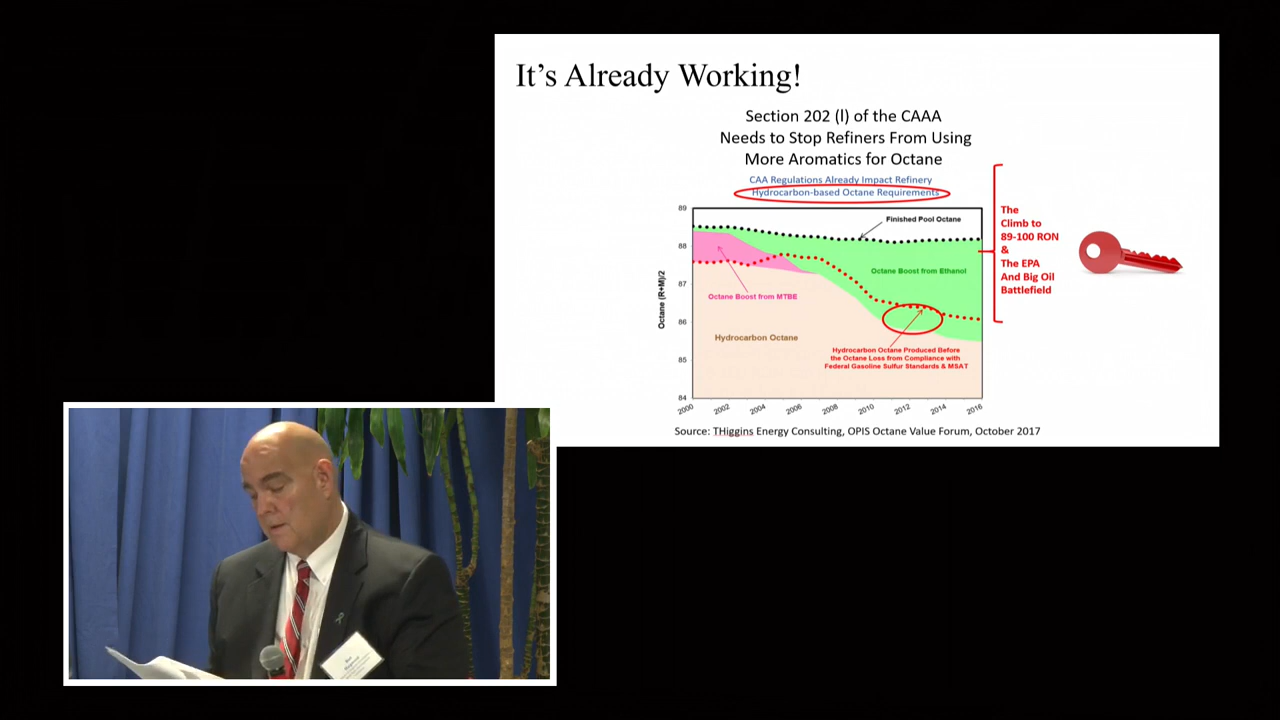 It's Already Working!
Section 202 (l) of the CAAA
Needs to Stop Refiners From Using
More Aromatics for Octane
CAA Regulations Already Impact Refinery
Hydrocarbon-based Octane Requirements
89
88
87
86
85
84
Octane (R+M)/2
Finished Pool Octane
Octane Boost from Ethanol
Octane Boost from MTBE
Hydrocarbon Octane
Hydrocarbon Octane Produced Before
the Octane Loss from Compliance with
Federal Gasoline Sulfur Standards & MSAT
2000
2002
2004
2006
2008
2010
2012
2014
2016
The
Climb to
89-100 RON
&
The EPA
And Big Oil
Battlefield
Source: THiggins Energy Consulting, OPIS Octane Value Forum, October 2017